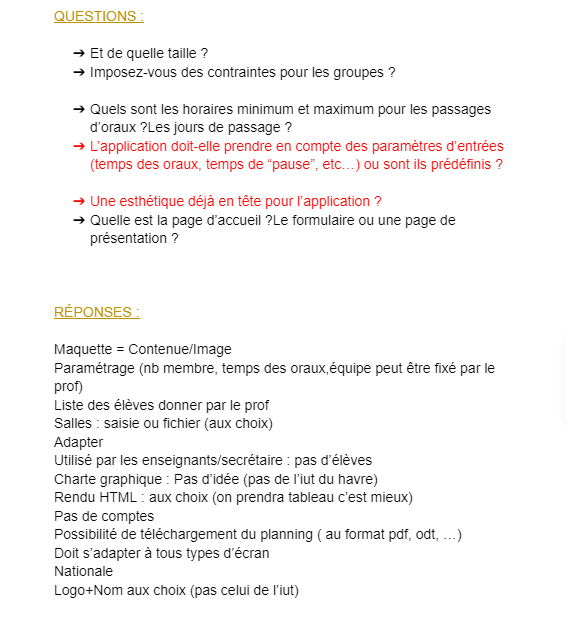 QUESTIONS :
➔ Et de quelle taille ?
➔ Imposez-vous des contraintes pour les groupes ?
➔ Quels sont les horaires minimum et maximum pour les passages
d’oraux ?Les jours de passage ?
➔ L’application doit-elle prendre en compte des paramètres d’entrées
(temps des oraux, temps de “pause”, etc…) ou sont ils prédéfinis ?
➔ Une esthétique déjà en tête pour l’application ?
➔ Quelle est la page d’accueil ?Le formulaire ou une page de
présentation ?
RÉPONSES :
Maquette = Contenue/Image
Paramétrage (nb membre, temps des oraux,équipe peut être fixé par le
prof)
Liste des élèves donner par le prof
Salles : saisie ou fichier (aux choix)
Adapter
Utilisé par les enseignants/secrétaire : pas d’élèves
Charte graphique : Pas d’idée (pas de l’iut du havre)
Rendu HTML : aux choix (on prendra tableau c’est mieux)
Pas de comptes
Possibilité de téléchargement du planning ( au format pdf, odt, …)
Doit s’adapter à tous types d’écran
Nationale
Logo+Nom aux choix (pas celui de l’iut)